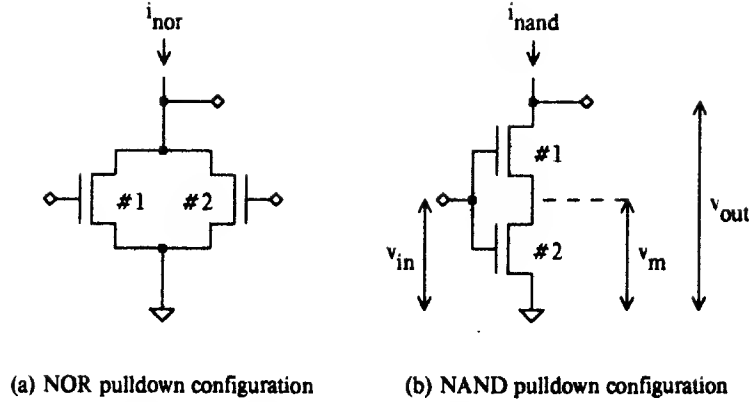 i_nor
i_nand
#1
#2
#1
#2
v_in
v_m
v_out
(a) NOR pulldown configuration
(b) NAND pulldown configuration